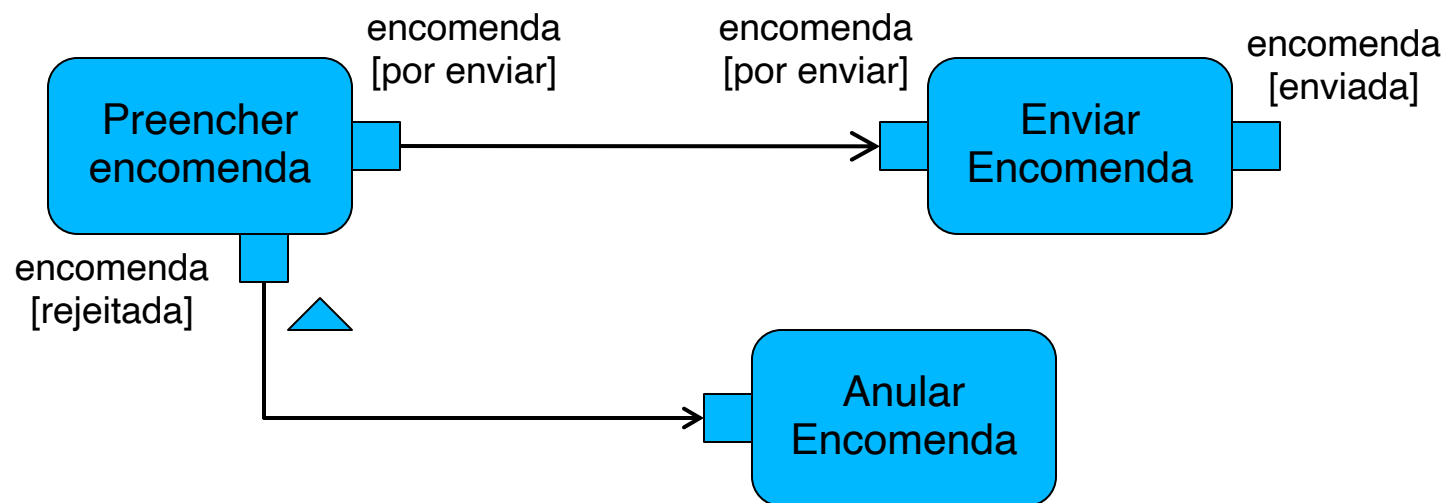 encomenda
[por enviar]
encomenda
[por enviar]
encomenda
[enviada]
Preencher
encomenda
Enviar
Encomenda
encomenda
[rejeitada]
Anular
Encomenda